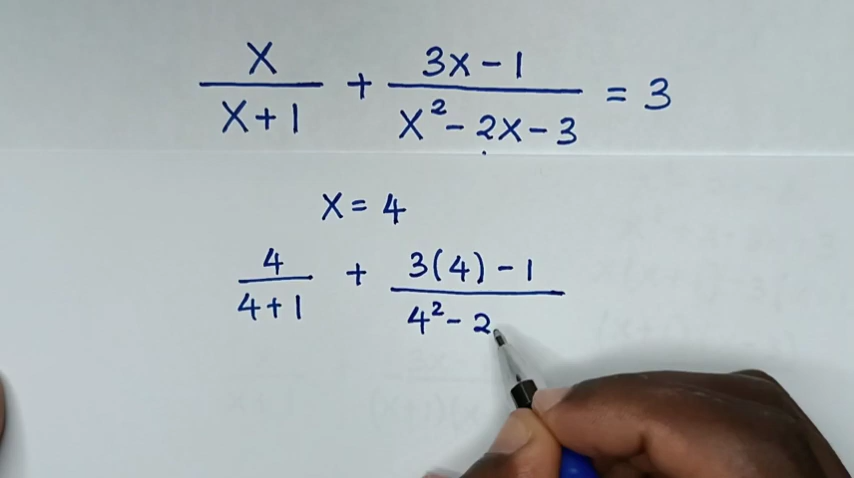 x/(x+1) + (3x-1)/(x²-2x-3) = 3
x = 4
4/(4+1) + (3(4)-1)/(4²-2